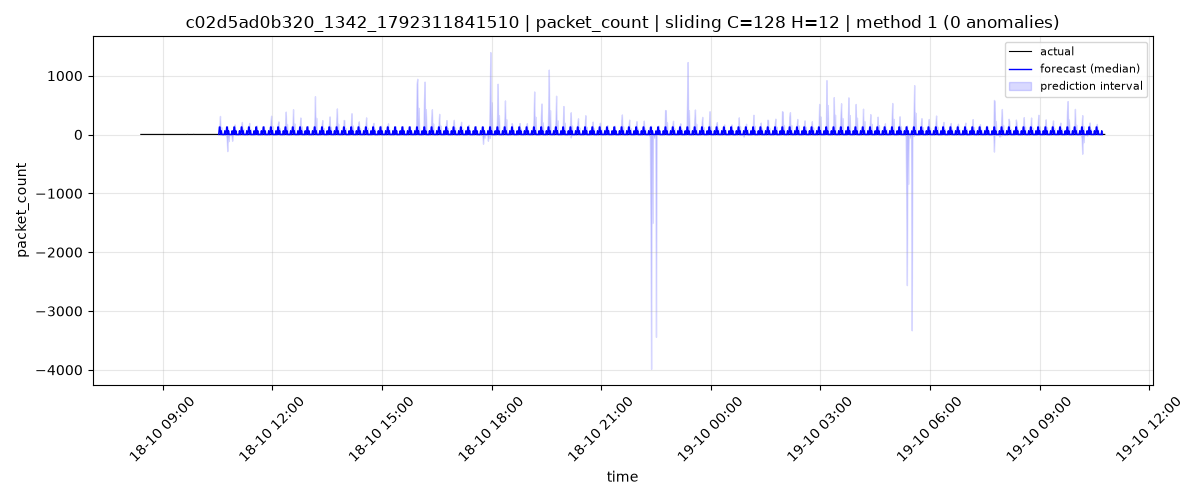 c02d5ad0b320_1342_1792311841510 | packet_count | sliding C=128 H=12 | method 1 (0 anomalies)
actual
forecast (median)
prediction interval
packet_count
1000
0
−1000
−2000
−3000
−4000
18-10 09:00
18-10 12:00
18-10 15:00
18-10 18:00
18-10 21:00
19-10 00:00
19-10 03:00
19-10 06:00
19-10 09:00
19-10 12:00
time